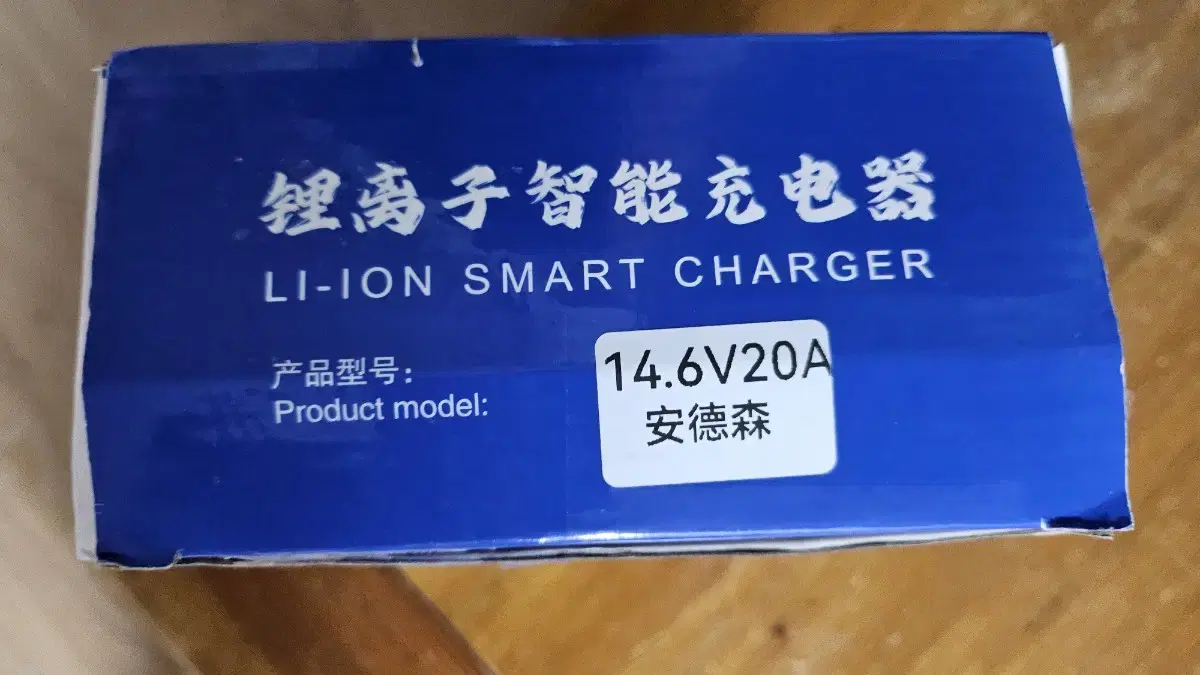 锂离子智能充电器
LI-ION SMART CHARGER
产品型号:
Product model:
14.6V20A
安德森